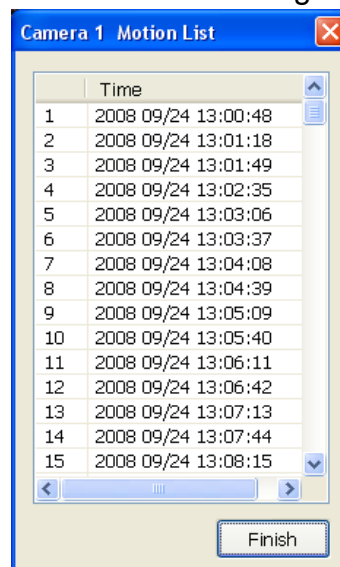 Camera 1 Motion List
Time
1 2008 09/24 13:00:48
2 2008 09/24 13:01:18
3 2008 09/24 13:01:49
4 2008 09/24 13:02:35
5 2008 09/24 13:03:06
6 2008 09/24 13:03:37
7 2008 09/24 13:04:08
8 2008 09/24 13:04:39
9 2008 09/24 13:05:09
10 2008 09/24 13:05:40
11 2008 09/24 13:06:11
12 2008 09/24 13:06:42
13 2008 09/24 13:07:13
14 2008 09/24 13:07:44
15 2008 09/24 13:08:15
Finish